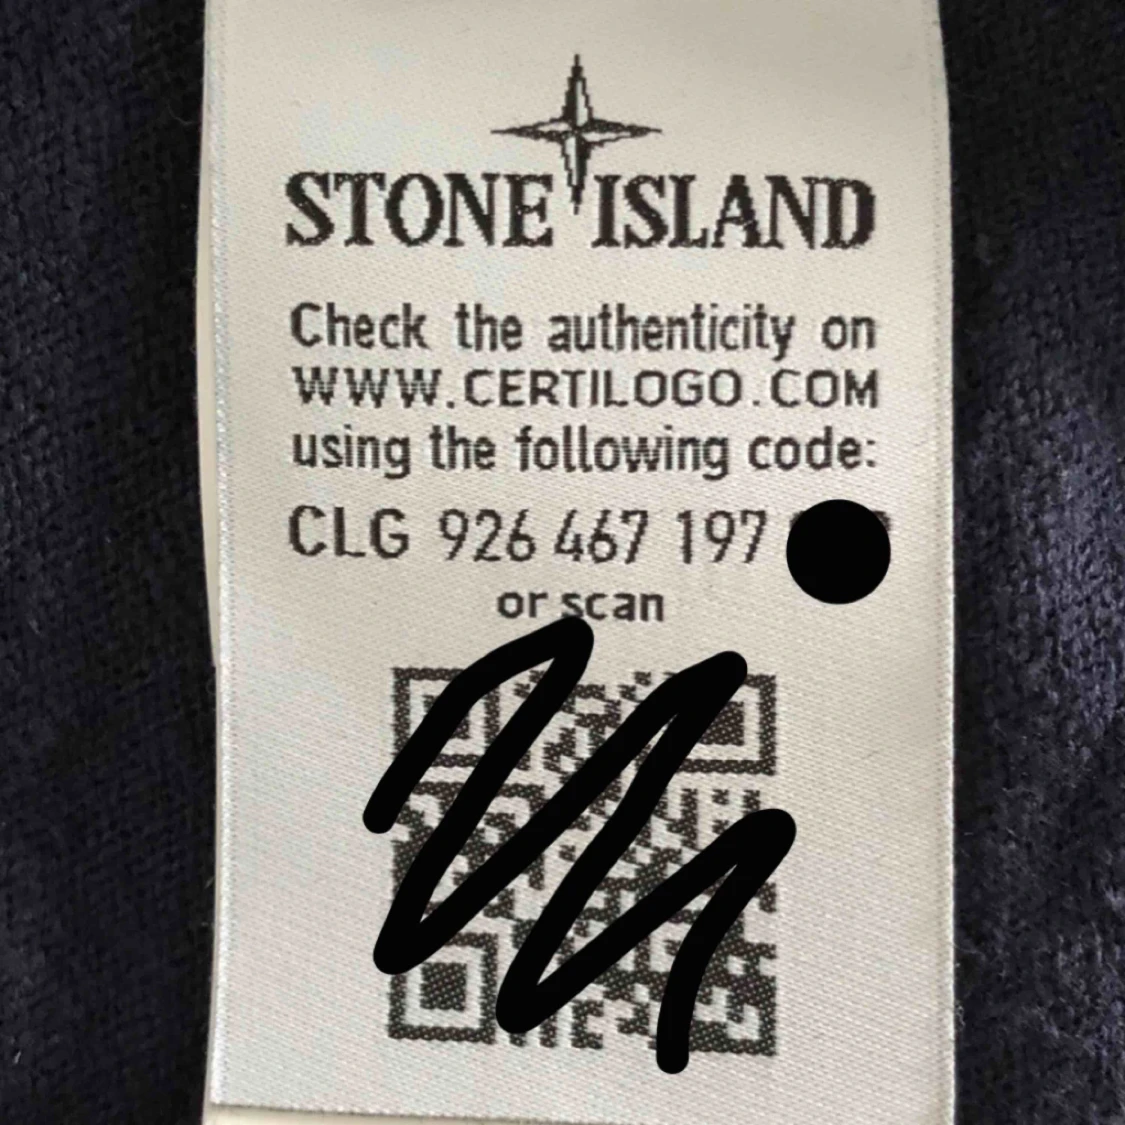 STONE ISLAND
Check the authenticity on
WWW.CERTILOGO.COM
using the following code:
CLG 926 467 197
or scan